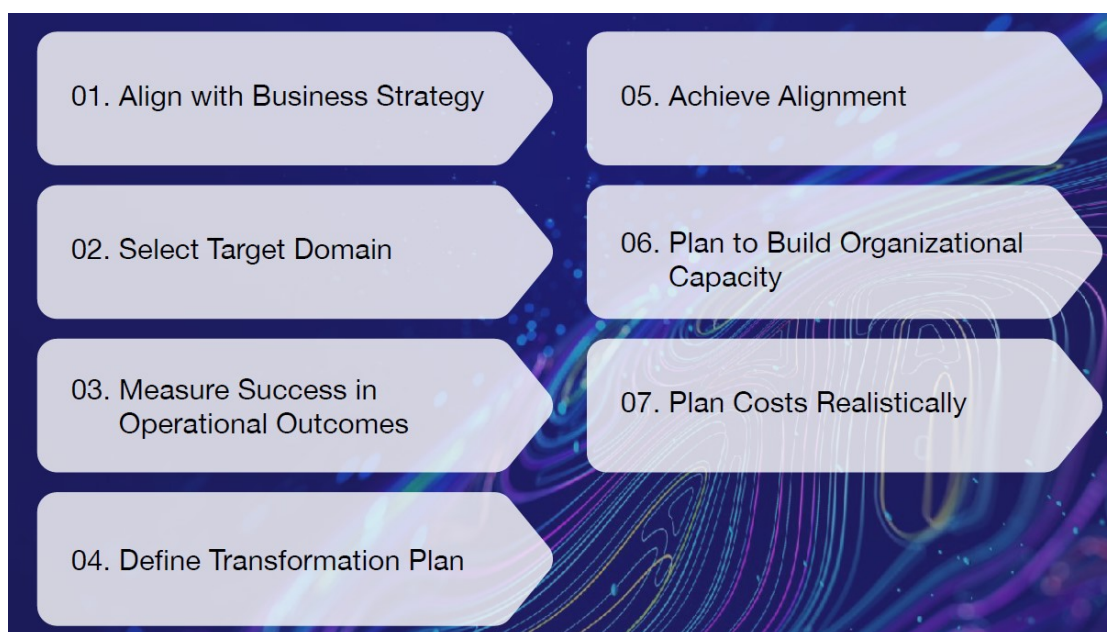 01. Align with Business Strategy
02. Select Target Domain
03. Measure Success in
Operational Outcomes
04. Define Transformation Plan
05. Achieve Alignment
06. Plan to Build Organizational
Capacity
07. Plan Costs Realistically